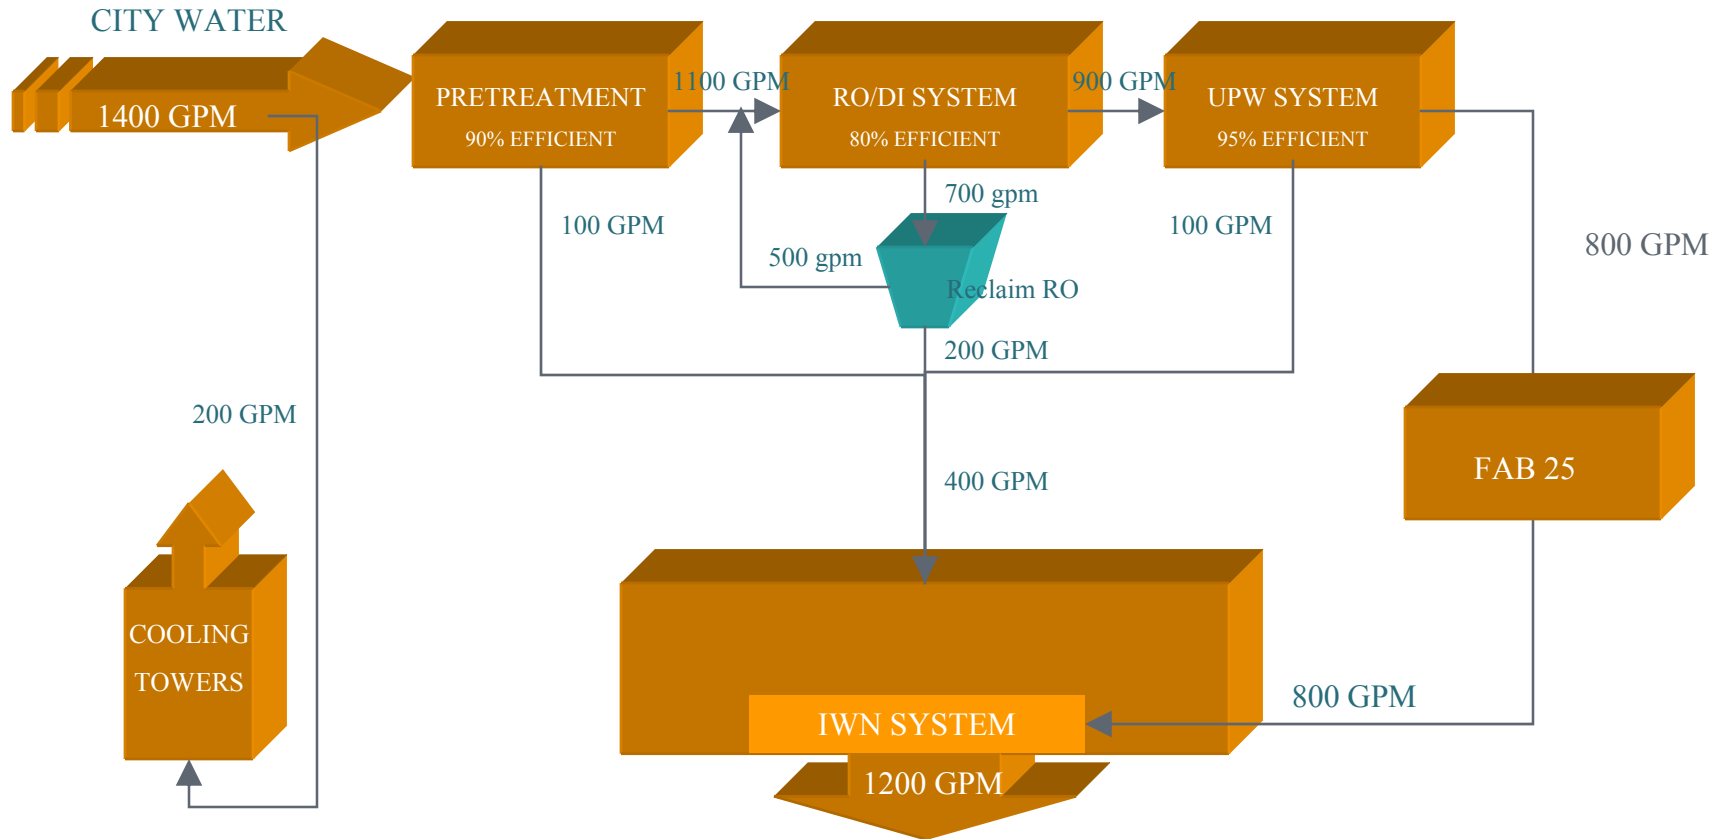 CITY WATER
1400 GPM
PRETREATMENT
90% EFFICIENT
1100 GPM
RO/DI SYSTEM
80% EFFICIENT
900 GPM
UPW SYSTEM
95% EFFICIENT
700 gpm
100 GPM
100 GPM
800 GPM
500 gpm
Reclaim RO
200 GPM
200 GPM
FAB 25
400 GPM
COOLING
TOWERS
800 GPM
IWN SYSTEM
1200 GPM